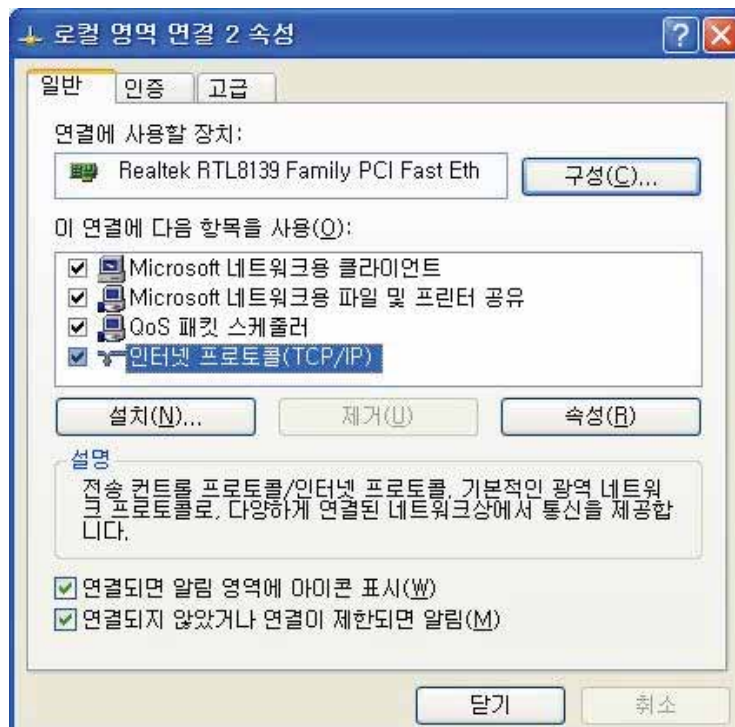 로컬 영역 연결 2 속성
일반 인증 고급
연결에 사용할 장치:
Realtek RTL8139 Family PCI Fast Eth 구성(C)...
이 연결에 다음 항목을 사용(O):
Microsoft 네트워크용 클라이언트
Microsoft 네트워크용 파일 및 프린터 공유
QoS 패킷 스케줄러
인터넷 프로토콜(TCP/IP)
설치(N)... 제거(U) 속성(R)
설명
전송 컨트롤 프로토콜/인터넷 프로토콜. 기본적인 광역 네트워
크 프로토콜로, 다양하게 연결된 네트워크상에서 통신을 제공합
니다.
연결되면 알림 영역에 아이콘 표시(W)
연결되지 않았거나 연결이 제한되면 알림(M)
닫기 취소